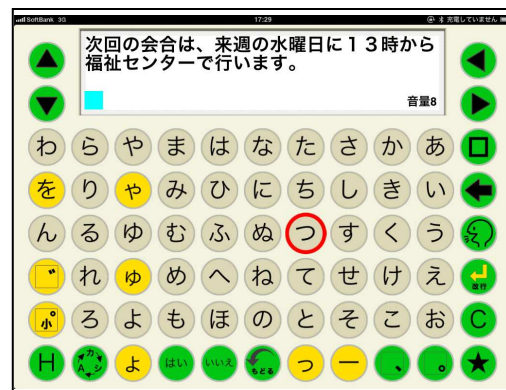 SoftBank 3G 17:29 充電していません
次回の会合は、来週の水曜日に13時から
福祉センターで行います。
音量8
わ ら や ま は な た さ か あ
を り ゃ み ひ に ち し き い
ん る ゆ む ふ ぬ つ す く う
゛ れ ゅ め へ ね て せ け え 改行
゜小 ろ よ も ほ の と そ こ お C
H カナ A シ ょ はい いいえ もどる っ ー 、 。 ★